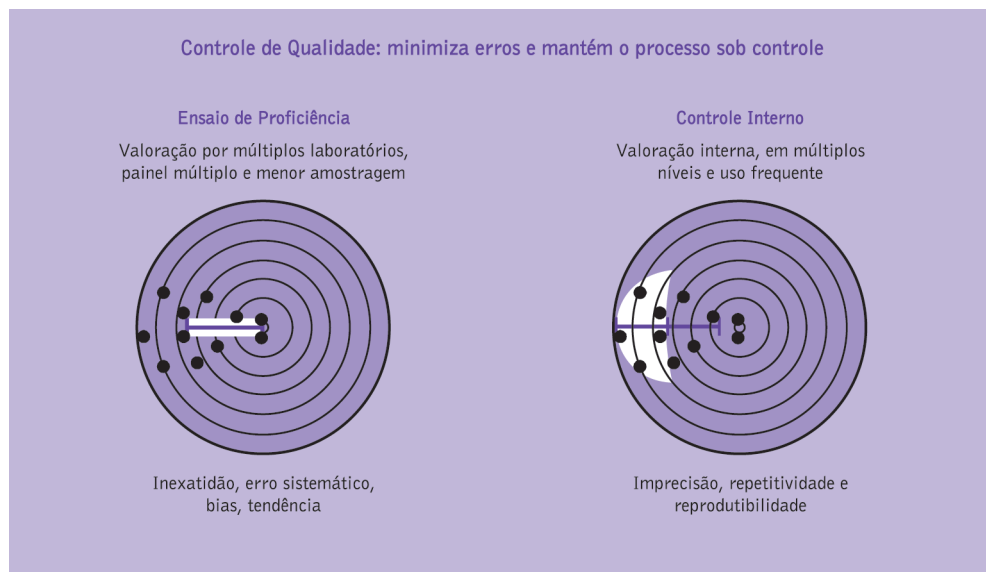 Controle de Qualidade: minimiza erros e mantém o processo sob controle
Ensaio de Proficiência
Valoração por múltiplos laboratórios,
painel múltiplo e menor amostragem
Inexatidão, erro sistemático,
bias, tendência
Controle Interno
Valoração interna, em múltiplos
níveis e uso frequente
Imprecisão, repetitividade e
reprodutibilidade